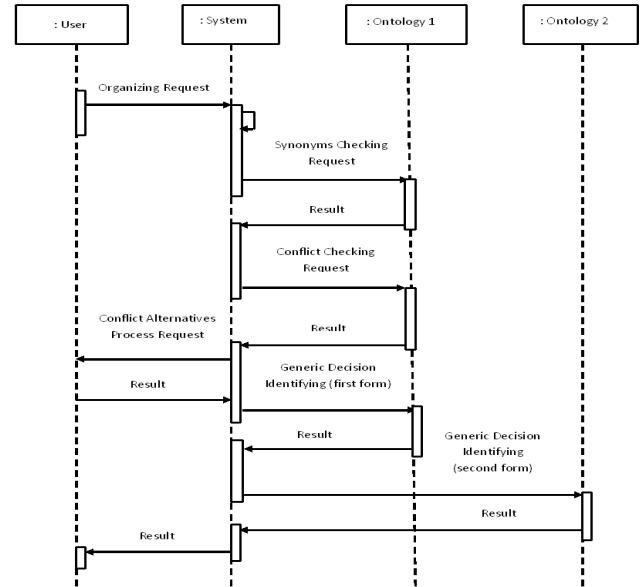 : User
: System
: Ontology 1
: Ontology 2
Organizing Request
Synonyms Checking
Request
Result
Conflict Checking
Request
Conflict Alternatives
Process Request
Result
Generic Decision
Identifying (first form)
Result
Result
Generic Decision
Identifying
(second form)
Result
Result